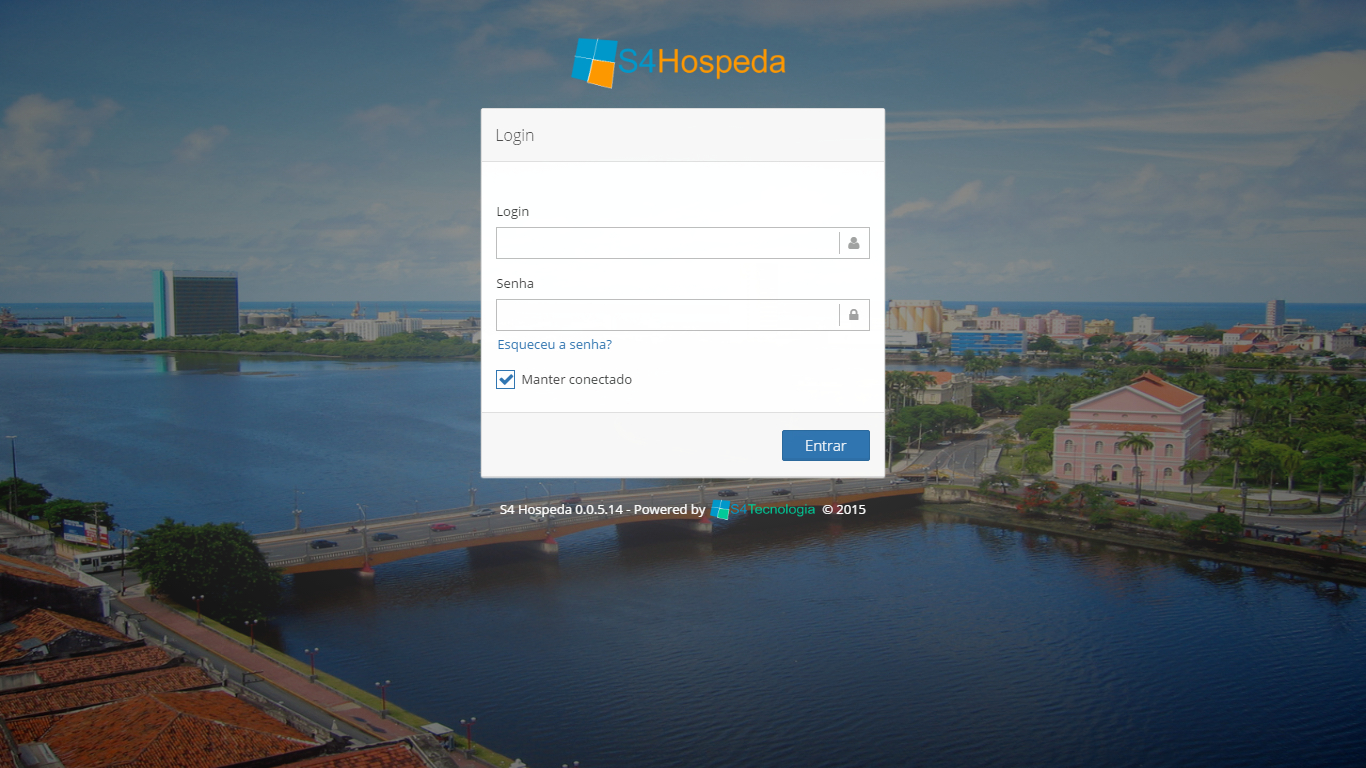 S4Hospeda
Login
Login
Senha
Esqueceu a senha?
Manter conectado
Entrar
S4 Hospeda 0.0.5.14 - Powered by S4Tecnologia © 2015